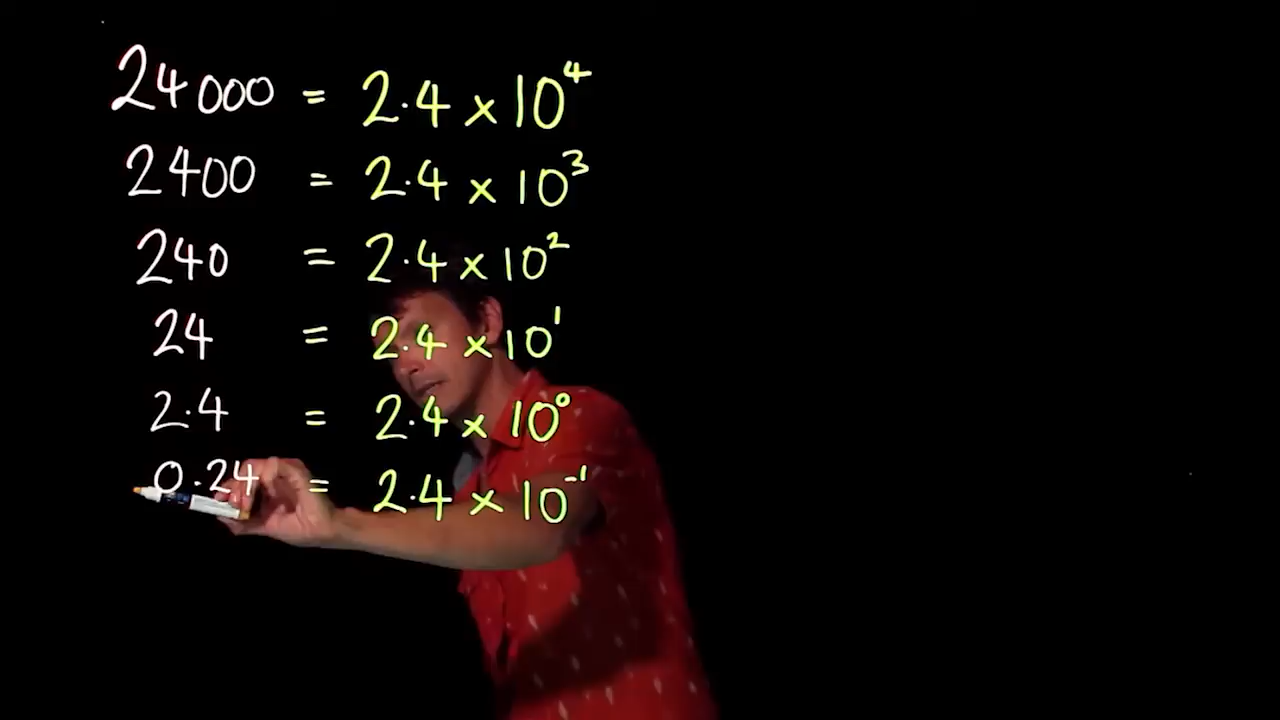 24000 = 2.4 x 10⁴
2400 = 2.4 x 10³
240 = 2.4 x 10²
24 = 2.4 x 10¹
2.4 = 2.4 x 10⁰
0.24 = 2.4 x 10⁻¹